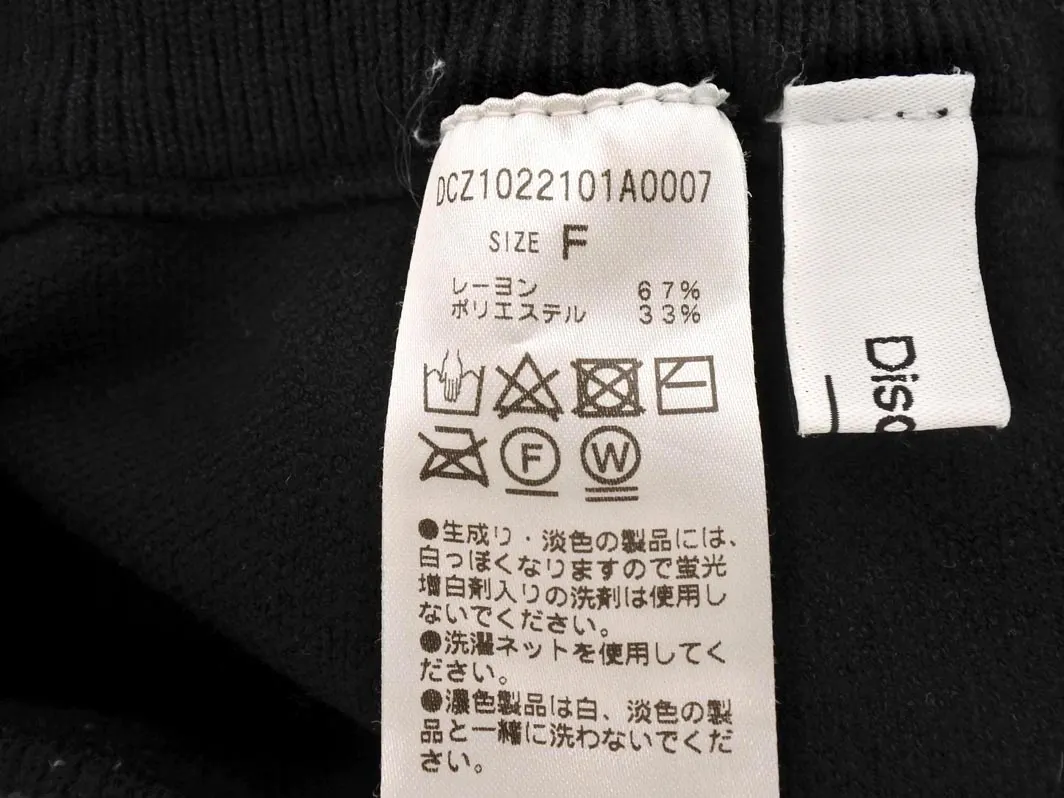 DCZ1022101A0007
SIZE F
レーヨン 67%
ポリエステル 33%
F W
●生成り・淡色の製品には、
白っぽくなりますので蛍光
増白剤入りの洗剤は使用し
ないでください。
●洗濯ネットを使用してく
ださい。
●濃色製品は白、淡色の製
品と一緒に洗わないでくだ
さい。